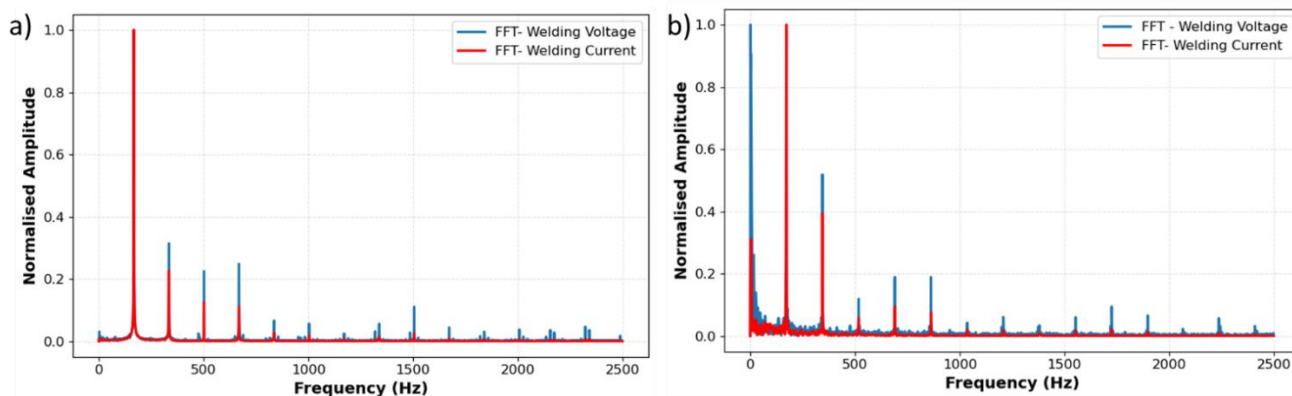 a)
FFT- Welding Voltage
FFT- Welding Current
1.0
0.8
0.6
0.4
0.2
0.0
Normalised Amplitude
0
500
1000
1500
2000
2500
Frequency (Hz)
b)
FFT - Welding Voltage
FFT- Welding Current
1.0
0.8
0.6
0.4
0.2
0.0
Normalised Amplitude
0
500
1000
1500
2000
2500
Frequency (Hz)